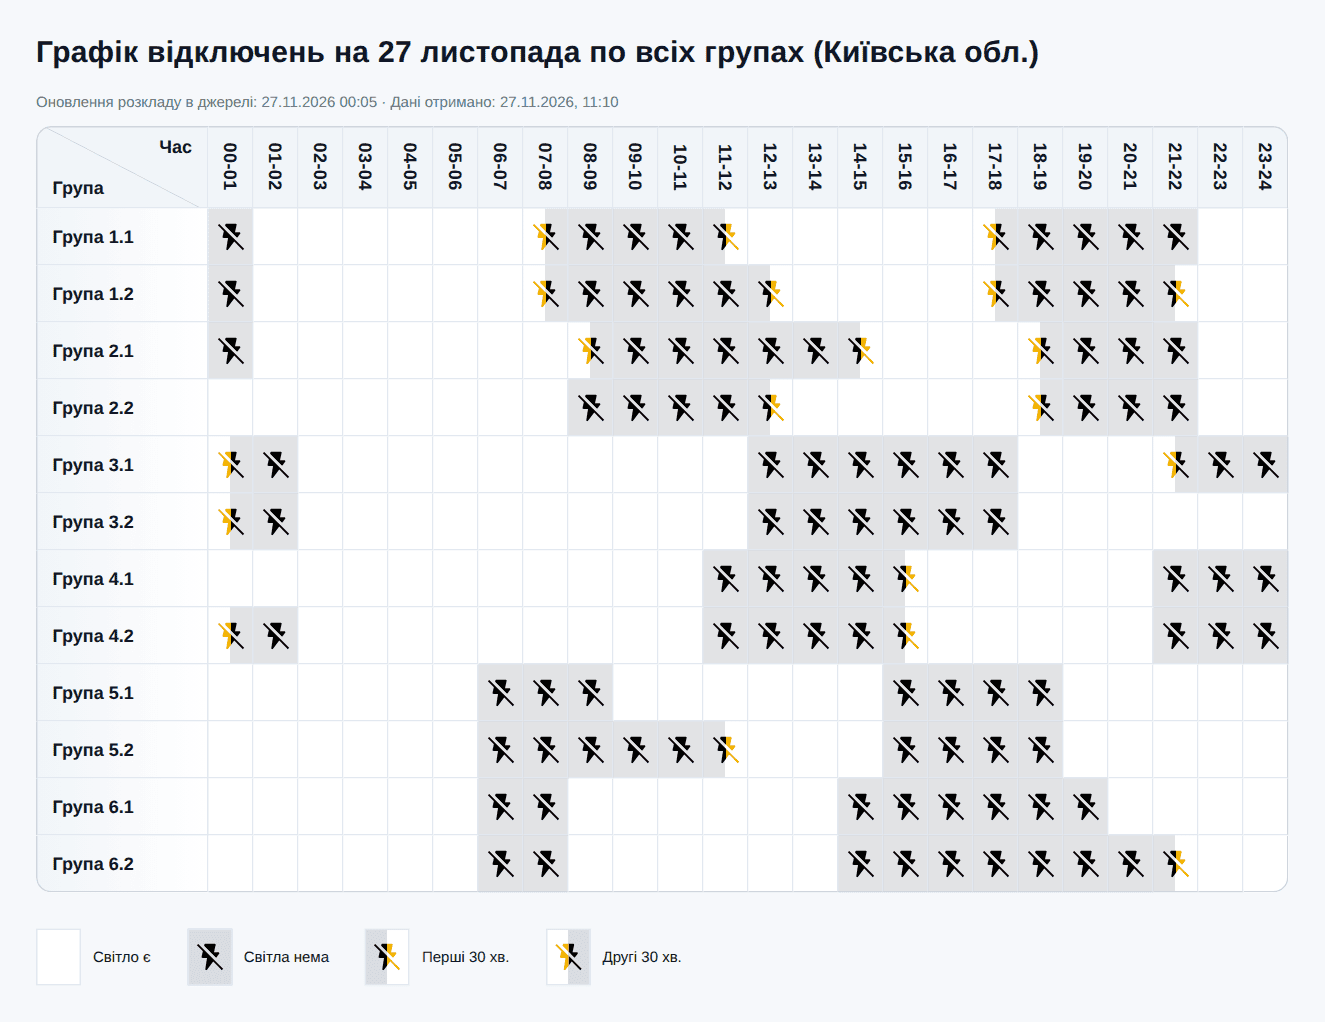 Графік відключень на 27 листопада по всіх групах (Київська обл.)
Оновлення розкладу в джерелі: 27.11.2026 00:05 · Дані отримано: 27.11.2026, 11:10
Час
Група
00-01 01-02 02-03 03-04 04-05 05-06 06-07 07-08 08-09 09-10 10-11 11-12 12-13 13-14 14-15 15-16 16-17 17-18 18-19 19-20 20-21 21-22 22-23 23-24
Група 1.1
Група 1.2
Група 2.1
Група 2.2
Група 3.1
Група 3.2
Група 4.1
Група 4.2
Група 5.1
Група 5.2
Група 6.1
Група 6.2
Світло є Світла нема Перші 30 хв. Другі 30 хв.